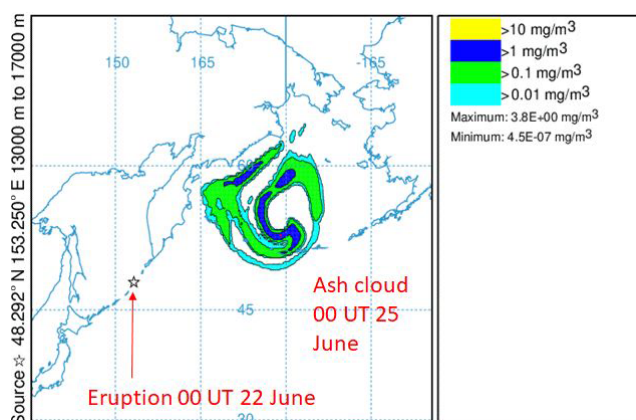 Source ☆ 48.292° N 153.250° E 13000 m to 17000 m
150
165
-165
60
45
30
Ash cloud
00 UT 25
June
Eruption 00 UT 22 June
>10 mg/m3
>1 mg/m3
>0.1 mg/m3
>0.01 mg/m3
Maximum: 3.8E+00 mg/m3
Minimum: 4.5E-07 mg/m3